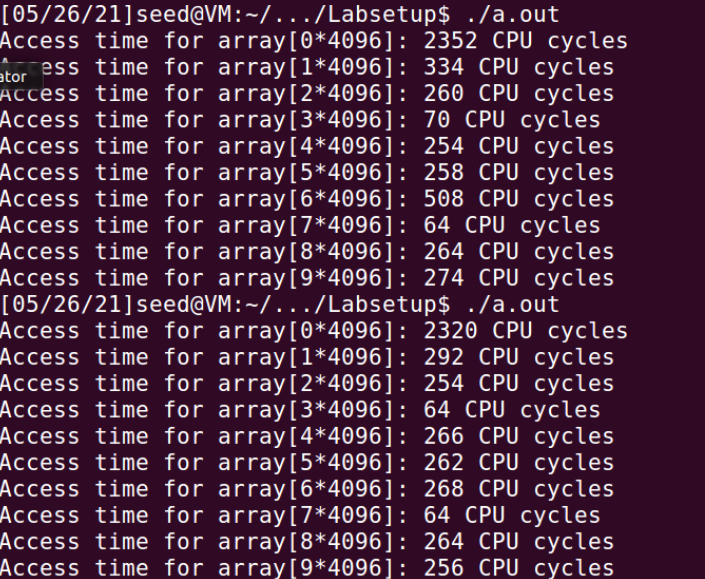 [05/26/21]seed@VM:~/.../Labsetup$ ./a.out
Access time for array[0*4096]: 2352 CPU cycles
Access time for array[1*4096]: 334 CPU cycles
ator
Access time for array[2*4096]: 260 CPU cycles
Access time for array[3*4096]: 70 CPU cycles
Access time for array[4*4096]: 254 CPU cycles
Access time for array[5*4096]: 258 CPU cycles
Access time for array[6*4096]: 508 CPU cycles
Access time for array[7*4096]: 64 CPU cycles
Access time for array[8*4096]: 264 CPU cycles
Access time for array[9*4096]: 274 CPU cycles
[05/26/21]seed@VM:~/.../Labsetup$ ./a.out
Access time for array[0*4096]: 2320 CPU cycles
Access time for array[1*4096]: 292 CPU cycles
Access time for array[2*4096]: 254 CPU cycles
Access time for array[3*4096]: 64 CPU cycles
Access time for array[4*4096]: 266 CPU cycles
Access time for array[5*4096]: 262 CPU cycles
Access time for array[6*4096]: 268 CPU cycles
Access time for array[7*4096]: 64 CPU cycles
Access time for array[8*4096]: 264 CPU cycles
Access time for array[9*4096]: 256 CPU cycles